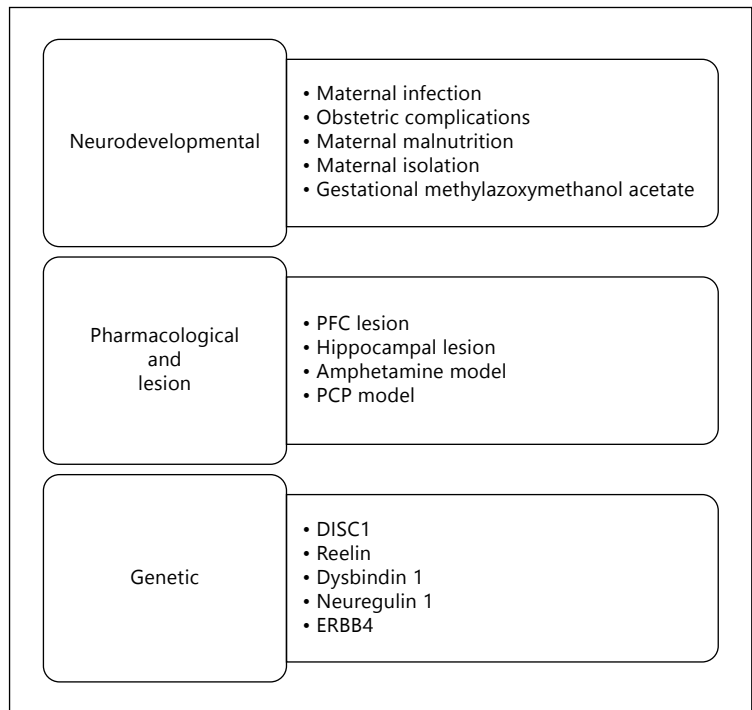 Neurodevelopmental
• Maternal infection
• Obstetric complications
• Maternal malnutrition
• Maternal isolation
• Gestational methylazoxymethanol acetate
Pharmacological
and
lesion
• PFC lesion
• Hippocampal lesion
• Amphetamine model
• PCP model
Genetic
• DISC1
• Reelin
• Dysbindin 1
• Neuregulin 1
• ERBB4